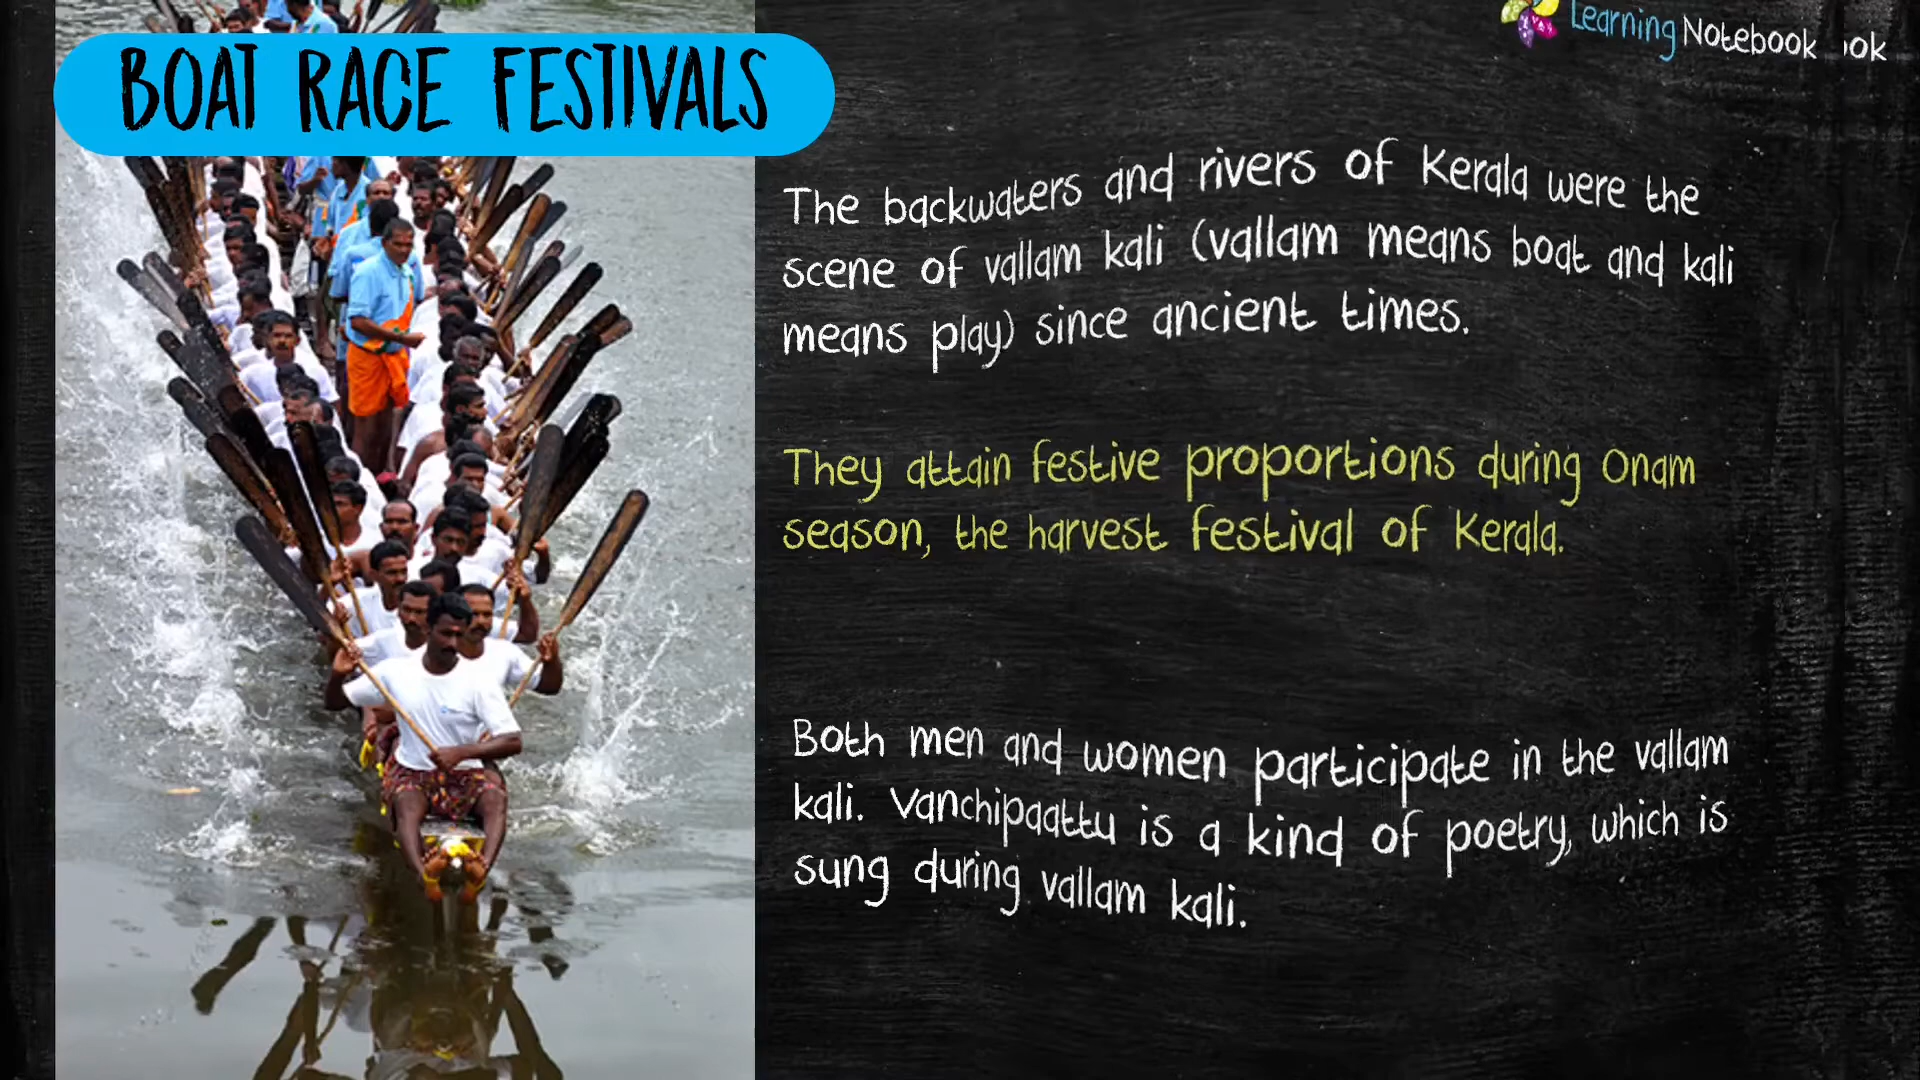 BOAT RACE FESTIVALS
Learning Notebook ook
The backwaters and rivers of Kerala were the
scene of vallam kali (vallam means boat and kali
means play) since ancient times.
They attain festive proportions during Onam
season, the harvest festival of Kerala.
Both men and women participate in the vallam
kali. Vanchipaattu is a kind of poetry, which is
sung during vallam kali.